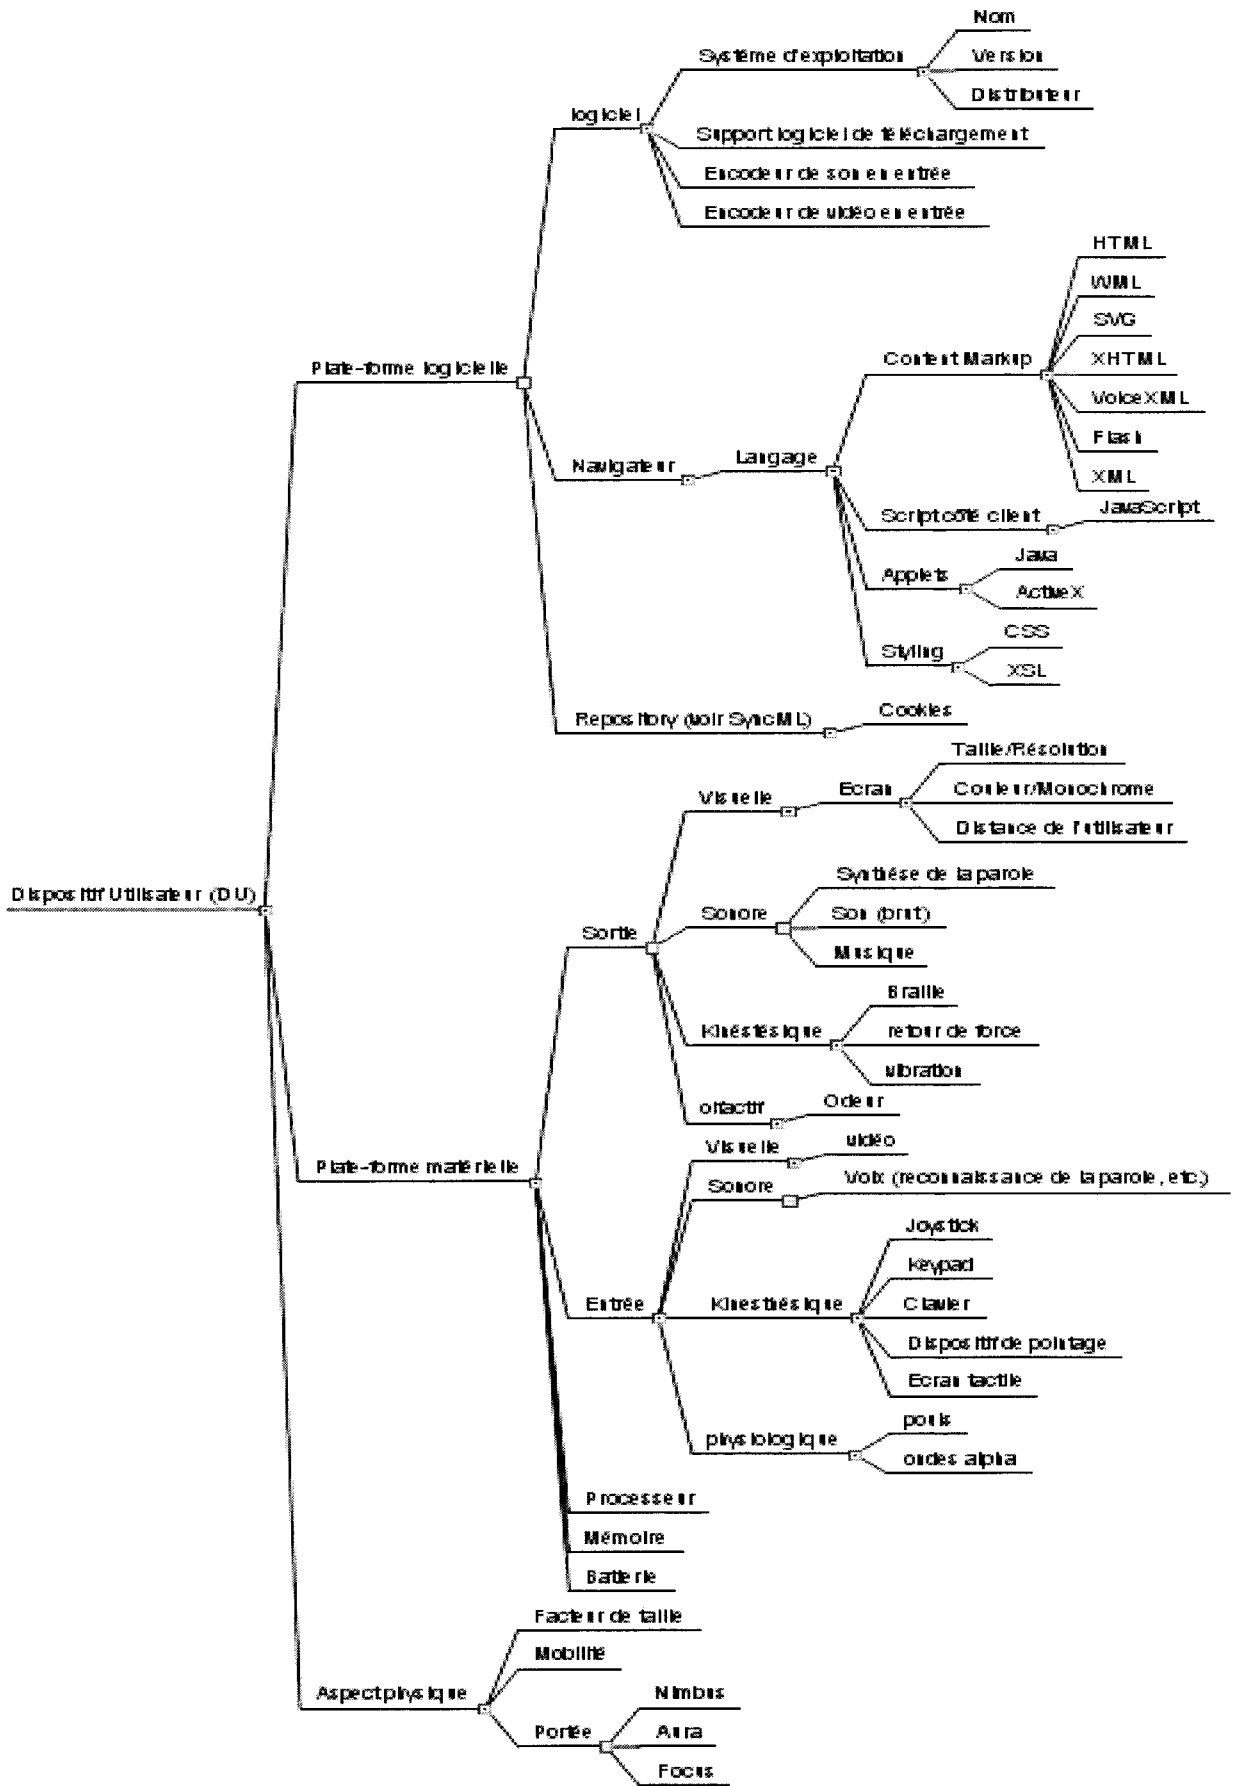 Nom
Système d'exploitation
Version
Distributeur
logiciel
Support logiciel de téléchargement
Encodeur de son en entrée
Encodeur de vidéo en entrée
HTML
WML
SVG
Content Markup
XHTML
Plate-forme logicielle
VoiceXML
Flash
Navigateur
Langage
XML
Script côté client
JavaScript
Applets
Java
ActiveX
Styling
CSS
XSL
Repository (voir SyncML)
Cookies
Taille/Résolution
Visuelle
Ecran
Couleur/Monochrome
Distance de l'utilisateur
Dispositif Utilisateur (DU)
Synthèse de la parole
Sortie
Sonore
Son (brut)
Musique
Braille
Kinéstésique
retour de force
vibration
olfactif
Odeur
Visuelle
vidéo
Plate-forme matérielle
Sonore
Voix (reconnaissance de la parole, etc.)
Joystick
keypad
Entrée
Kinesthésique
Clavier
Dispositif de pointage
Ecran tactile
physiologique
pouls
ondes alpha
Processeur
Mémoire
Batterie
Facteur de taille
Mobilité
Aspect physique
Nimbus
Portée
Aura
Focus